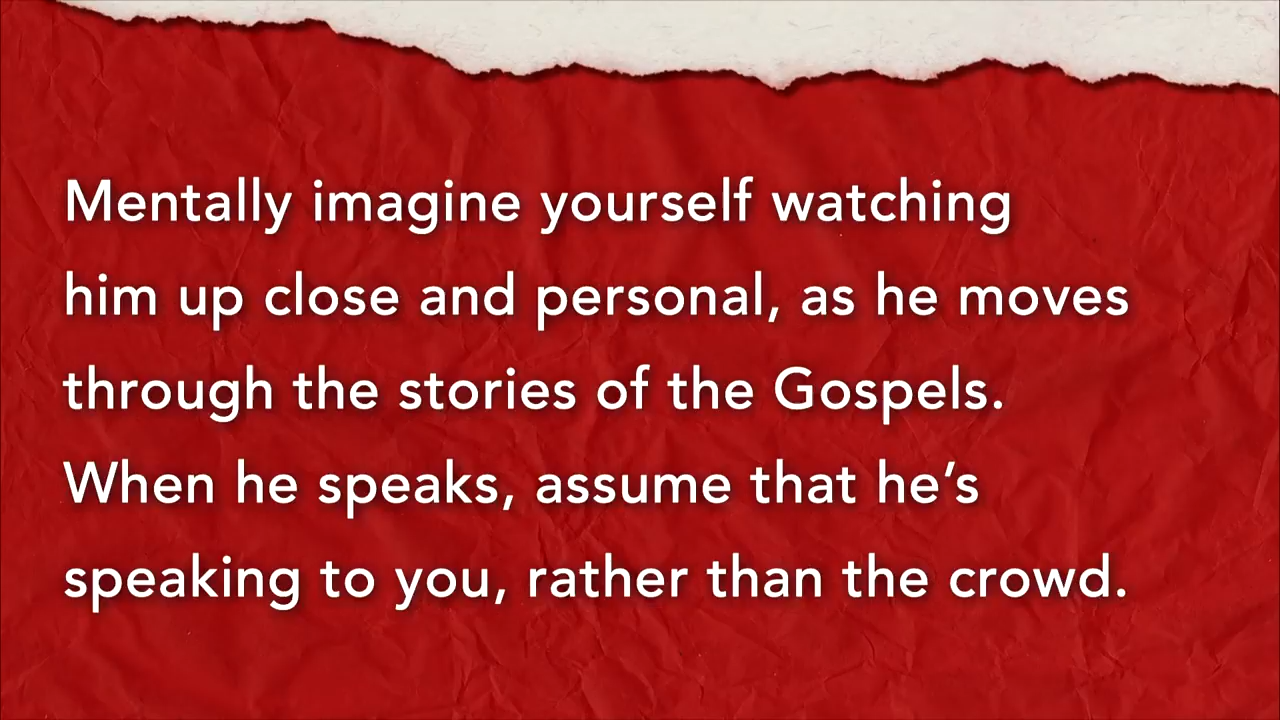 Mentally imagine yourself watching
him up close and personal, as he moves
through the stories of the Gospels.
When he speaks, assume that he’s
speaking to you, rather than the crowd.